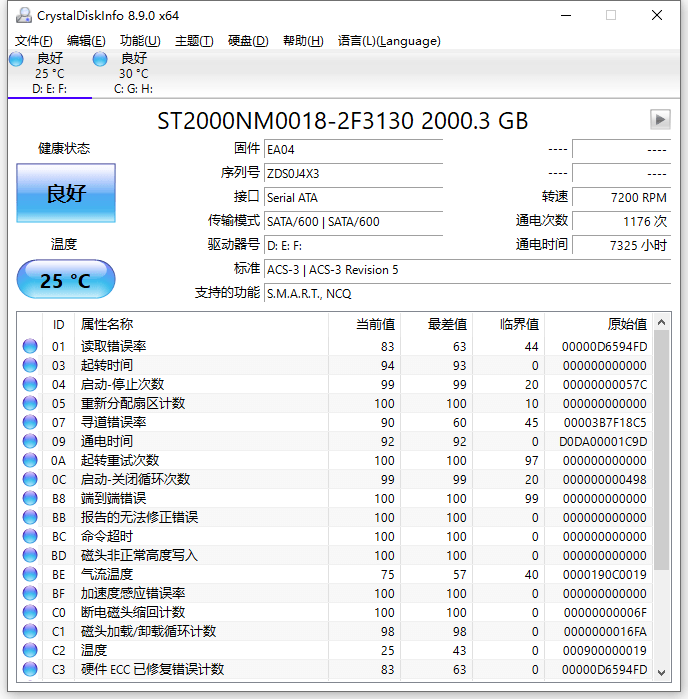 CrystalDiskInfo 8.9.0 x64
文件(F) 编辑(E) 功能(U) 主题(T) 硬盘(D) 帮助(H) 语言(L)(Language)
良好 良好
25 °C 30 °C
D: E: F: C: G: H:
ST2000NM0018-2F3130 2000.3 GB
健康状态
良好
温度
25 °C
固件 EA04 ---- ----
序列号 ZDS0J4X3 ---- ----
接口 Serial ATA 转速 7200 RPM
传输模式 SATA/600 | SATA/600 通电次数 1176 次
驱动器号 D: E: F: 通电时间 7325 小时
标准 ACS-3 | ACS-3 Revision 5
支持的功能 S.M.A.R.T., NCQ
ID 属性名称 当前值 最差值 临界值 原始值
01 读取错误率 83 63 44 00000D6594FD
03 起转时间 94 93 0 000000000000
04 启动-停止次数 99 99 20 00000000057C
05 重新分配扇区计数 100 100 10 000000000000
07 寻道错误率 90 60 45 00003B7F18C5
09 通电时间 92 92 0 D0DA00001C9D
0A 起转重试次数 100 100 97 000000000000
0C 启动-关闭循环次数 99 99 20 000000000498
B8 端到端错误 100 100 99 000000000000
BB 报告的无法修正错误 100 100 0 000000000000
BC 命令超时 100 100 0 000000000000
BD 磁头非正常高度写入 100 100 0 000000000000
BE 气流温度 75 57 40 0000190C0019
BF 加速度感应错误率 100 100 0 000000000000
C0 断电磁头缩回计数 100 100 0 00000000006F
C1 磁头加载/卸载循环计数 98 98 0 0000000016FA
C2 温度 25 43 0 000900000019
C3 硬件 ECC 已修复错误计数 83 63 0 00000D6594FD